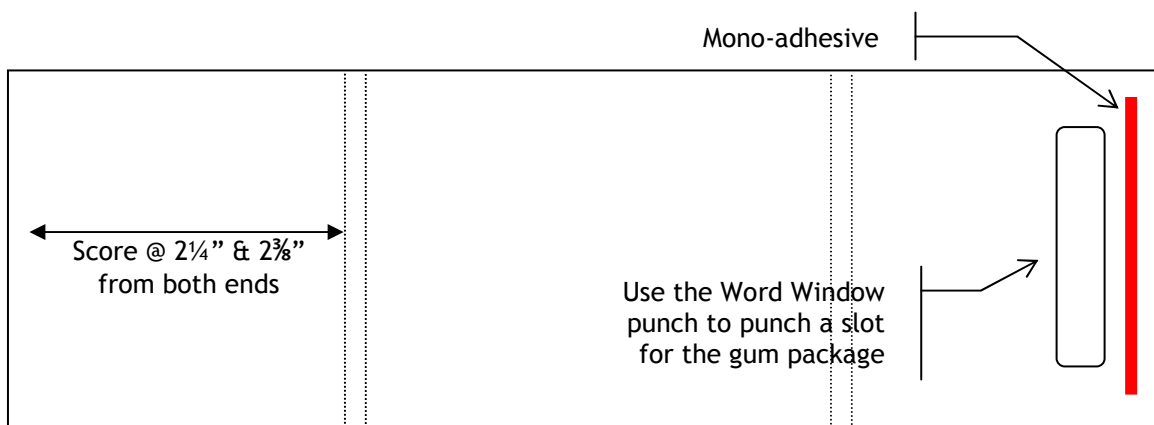 Mono-adhesive
Score @ 2¼” & 2⅜”
from both ends
Use the Word Window
punch to punch a slot
for the gum package